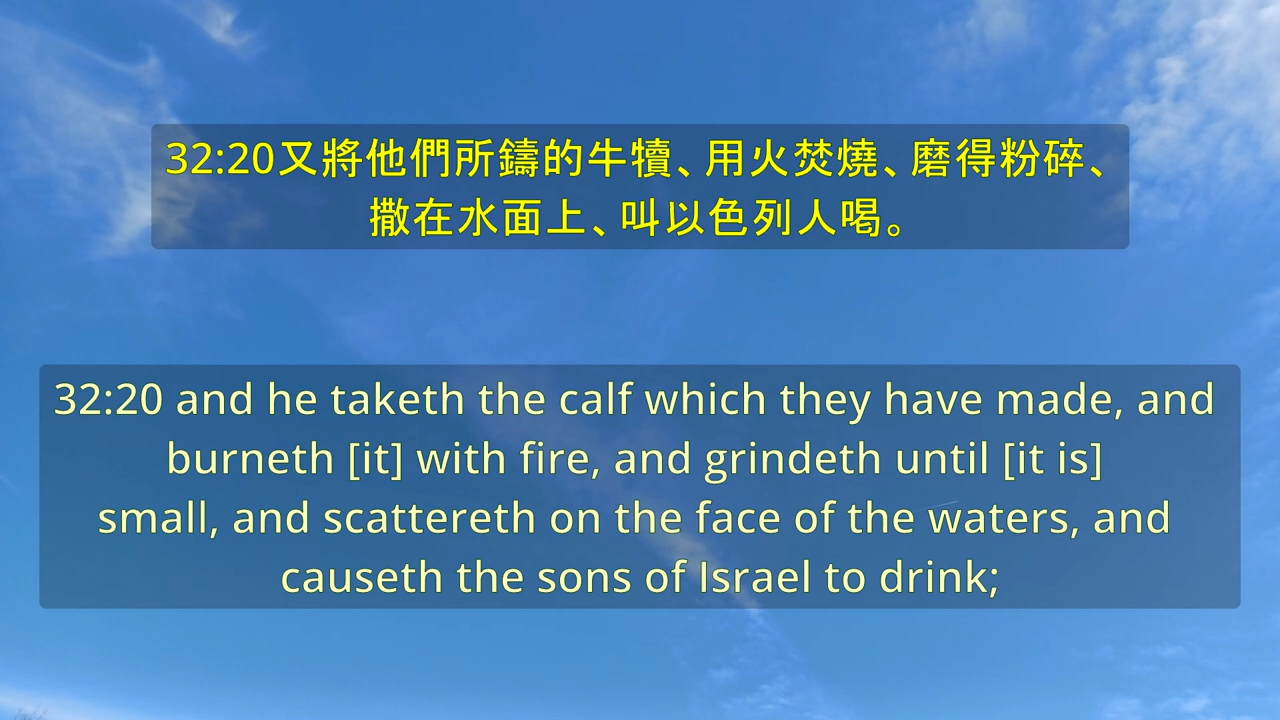 32:20又將他們所鑄的牛犢、用火焚燒、磨得粉碎、
撒在水面上、叫以色列人喝。
32:20 and he taketh the calf which they have made, and
burneth [it] with fire, and grindeth until [it is]
small, and scattereth on the face of the waters, and
causeth the sons of Israel to drink;